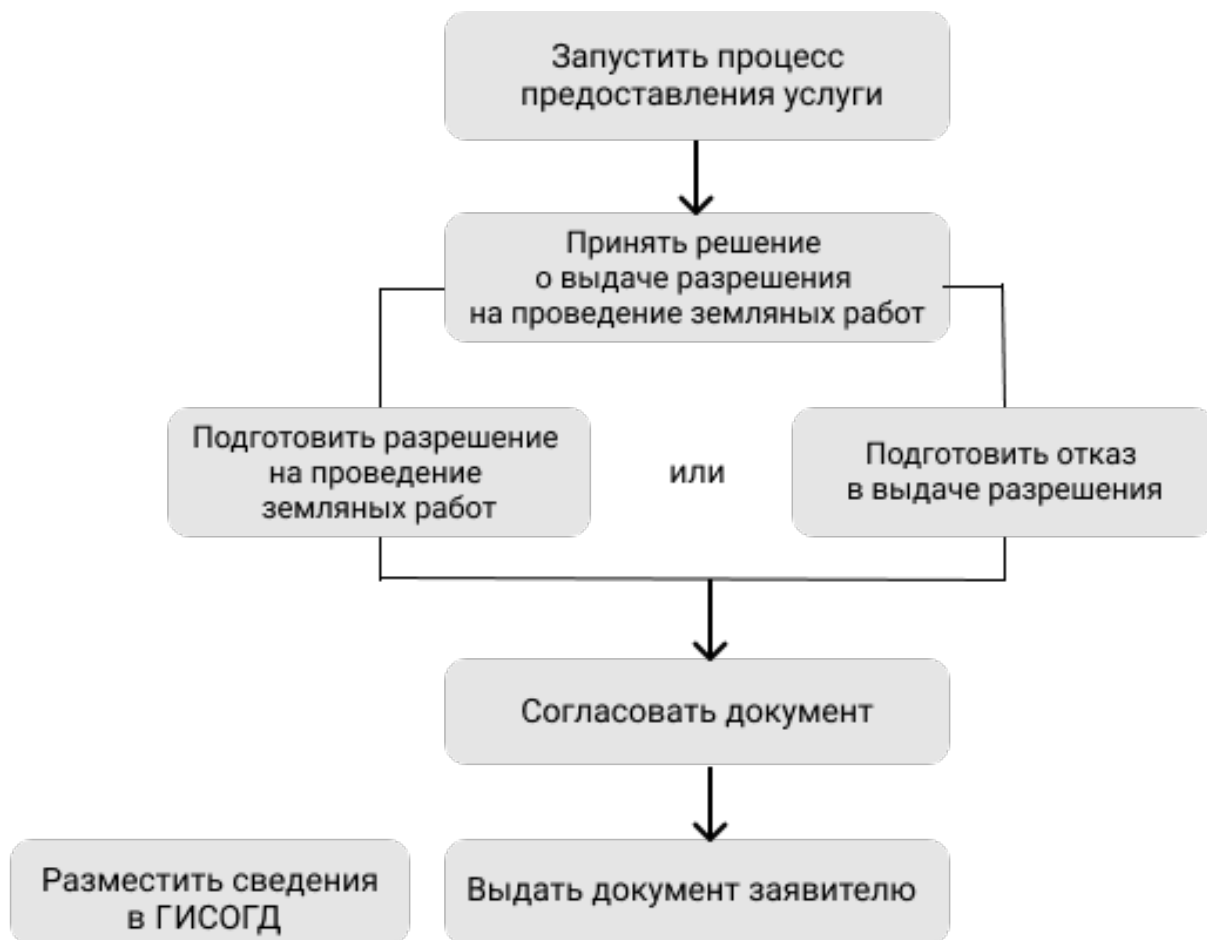 Запустить процесс
предоставления услуги
Принять решение
о выдаче разрешения
на проведение земляных работ
Подготовить разрешение
на проведение
земляных работ
или
Подготовить отказ
в выдаче разрешения
Согласовать документ
Разместить сведения
в ГИСОГД
Выдать документ заявителю